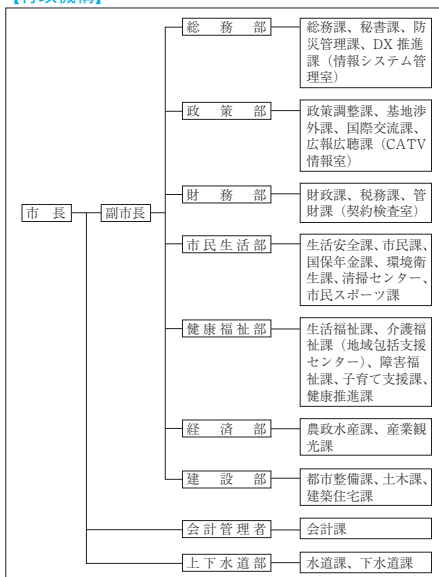 総務部
総務課、秘書課、防
災管理課、DX 推進
課（情報システム管
理室）
政策部
政策調整課、基地渉
外課、国際交流課、
広報広聴課（CATV
情報室）
財務部
財政課、税務課、管
財課（契約検査室）
市長
副市長
市民生活部
生活安全課、市民課、
国保年金課、環境衛
生課、清掃センター、
市民スポーツ課
健康福祉部
生活福祉課、介護福
祉課（地域包括支援
センター）、障害福
祉課、子育て支援課、
健康推進課
経済部
農政水産課、産業観
光課
建設部
都市整備課、土木課、
建築住宅課
会計管理者
会計課
上下水道部
水道課、下水道課